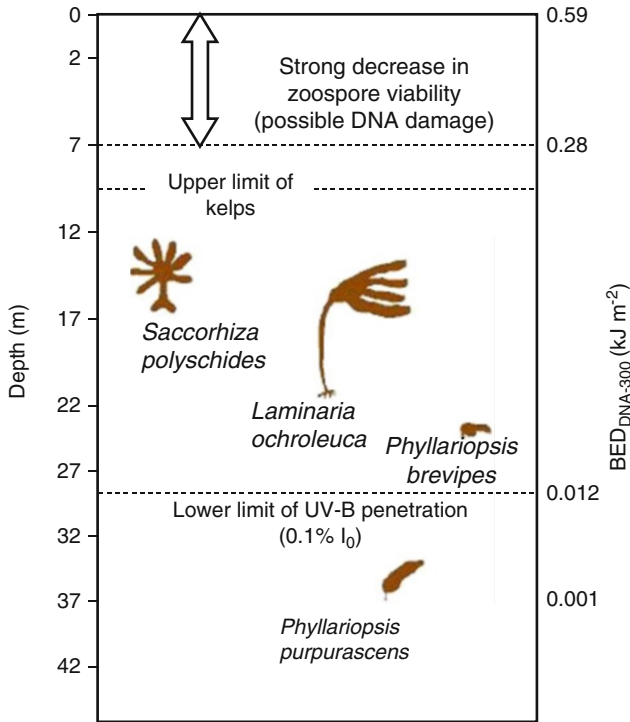 0
2
7
12
17
22
27
32
37
42
Depth (m)
Strong decrease in
zoospore viability
(possible DNA damage)
Upper limit of
kelps
Saccorhiza
polyschides
Laminaria
ochroleuca
Phyllariopsis
brevipes
Lower limit of UV-B penetration
(0.1% I₀)
Phyllariopsis
purpurascens
0.59
0.28
0.012
0.001
BED_DNA-300 (kJ m⁻²)